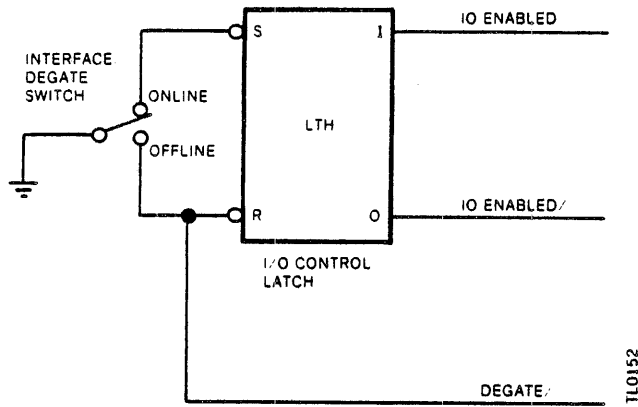 IO ENABLED
S
I
INTERFACE
DEGATE
SWITCH
ONLINE
LTH
OFFLINE
IO ENABLED/
R
O
I/O CONTROL
LATCH
DEGATE/
TL0152